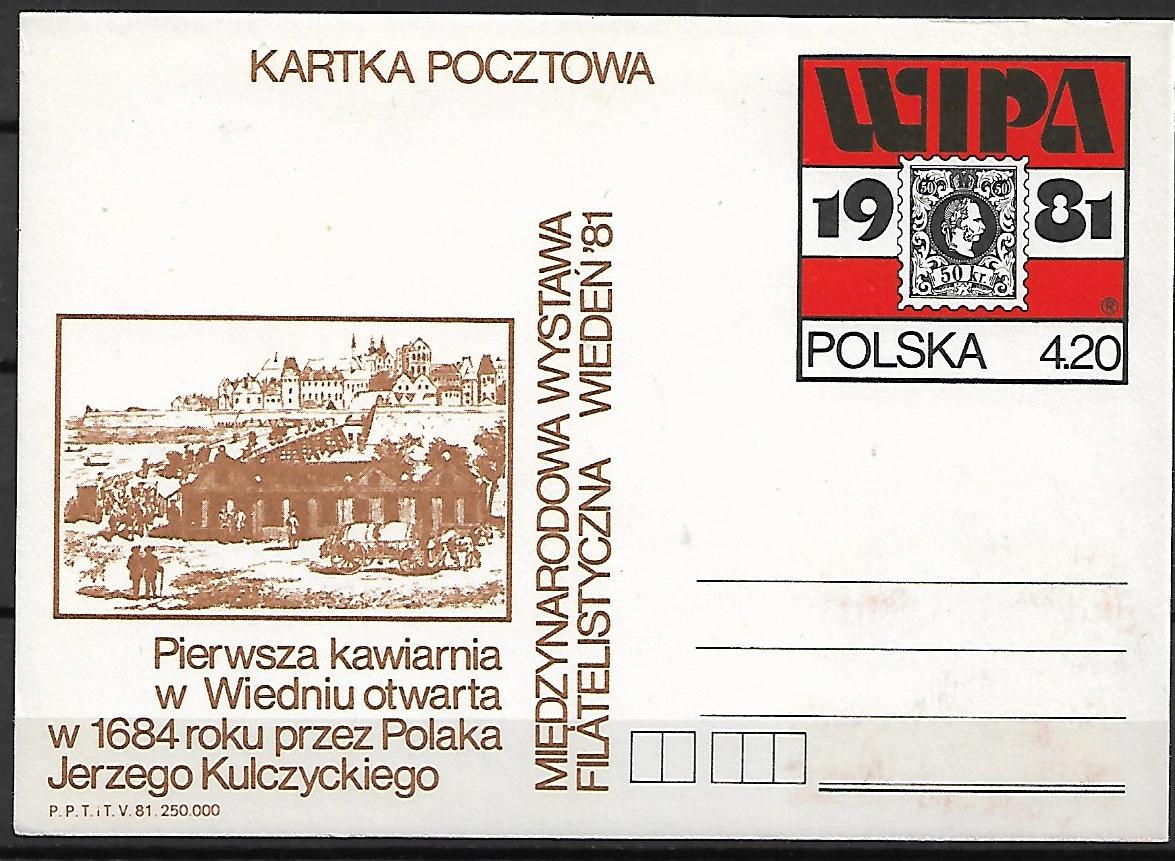 KARTKA POCZTOWA
WIPA
19 81
50 50
50 kr.
®
POLSKA 4.20
MIĘDZYNARODOWA WYSTAWA
FILATELISTYCZNA WIEDEŃ '81
Pierwsza kawiarnia
w Wiedniu otwarta
w 1684 roku przez Polaka
Jerzego Kulczyckiego
P.P.T.iT.V.81.250.000